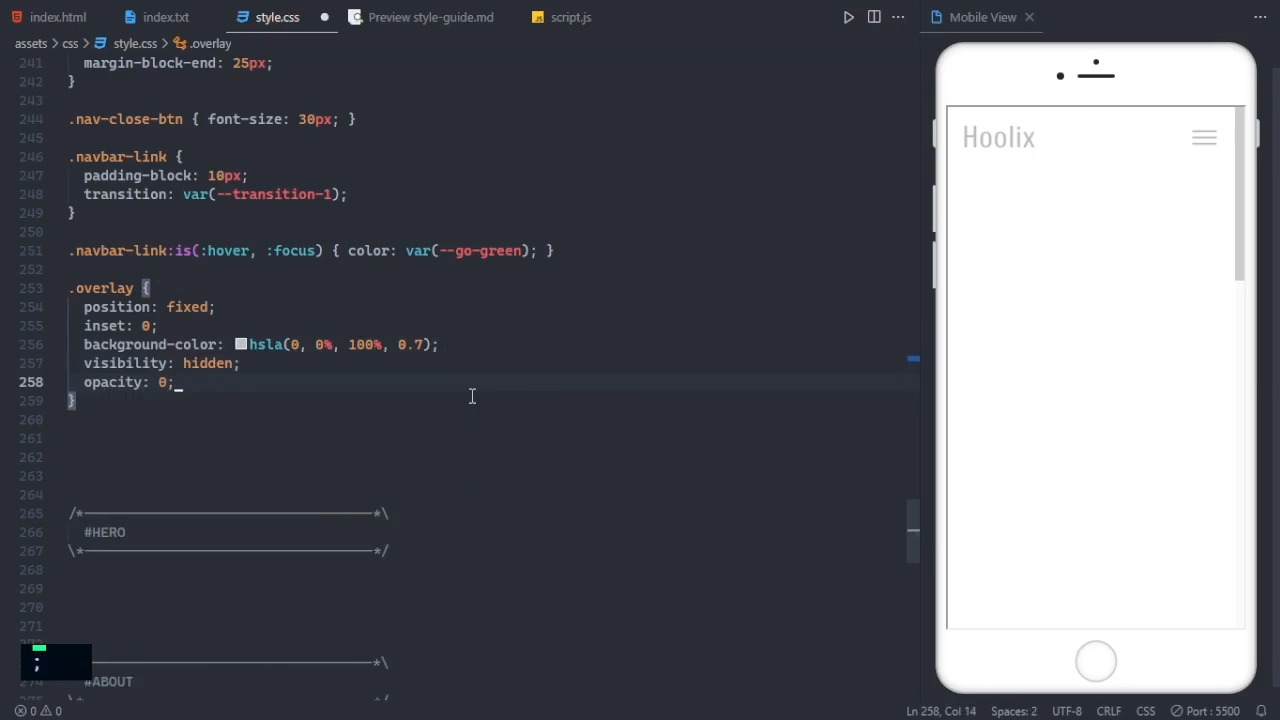 index.html index.txt style.css Preview style-guide.md script.js Mobile View
assets > css > style.css > .overlay
241 margin-block-end: 25px;
242 }
243
244 .nav-close-btn { font-size: 30px; }
245
246 .navbar-link {
247 padding-block: 10px;
248 transition: var(--transition-1);
249 }
250
251 .navbar-link:is(:hover, :focus) { color: var(--go-green); }
252
253 .overlay {
254 position: fixed;
255 inset: 0;
256 background-color: hsla(0, 0%, 100%, 0.7);
257 visibility: hidden;
258 opacity: 0;
259 }
260
261
262
263
264
265 /*-----------------------------------*\
266 #HERO
267 \*-----------------------------------*/
268
269
270
271
*\
#ABOUT
;
Hoolix
0 0 Ln 258, Col 14 Spaces: 2 UTF-8 CRLF CSS Port : 5500